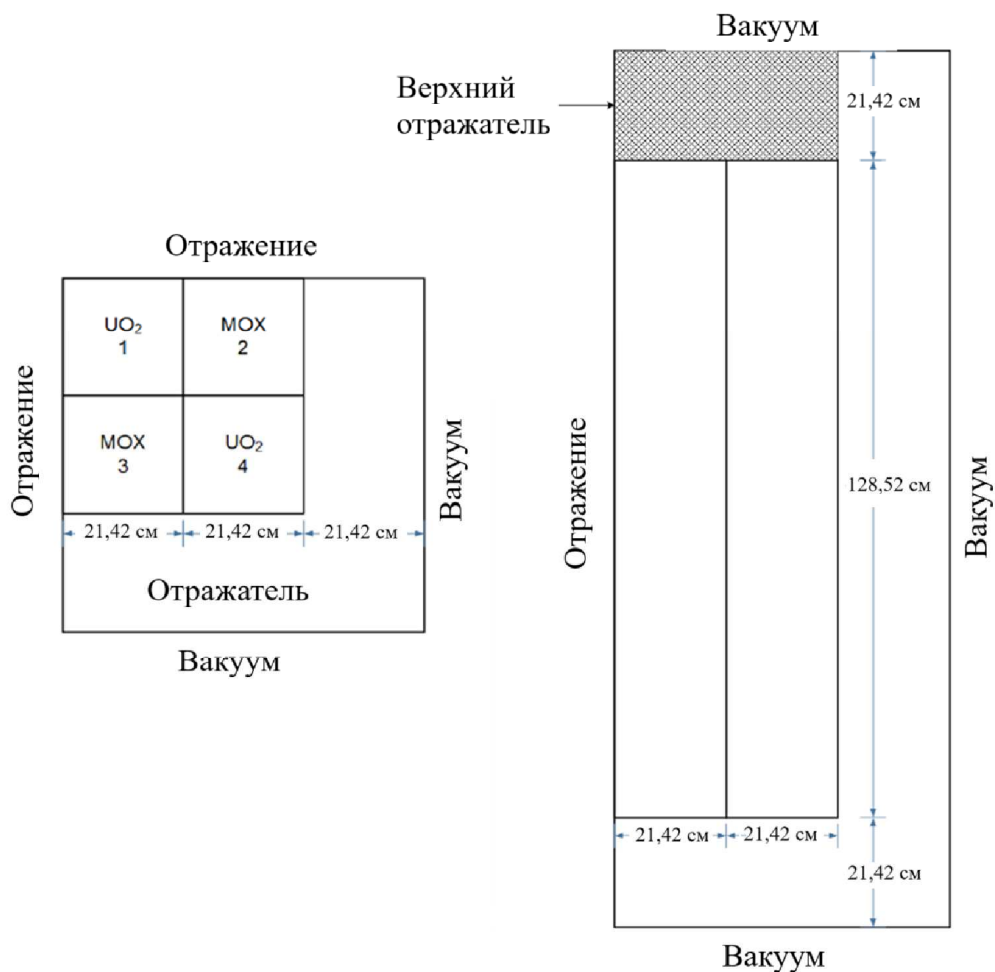 Отражение
Отражение
UO₂
1
MOX
2
MOX
3
UO₂
4
Вакуум
21,42 см
21,42 см
21,42 см
Отражатель
Вакуум
Вакуум
Верхний
отражатель
21,42 см
Отражение
128,52 см
Вакуум
21,42 см
21,42 см
21,42 см
Вакуум